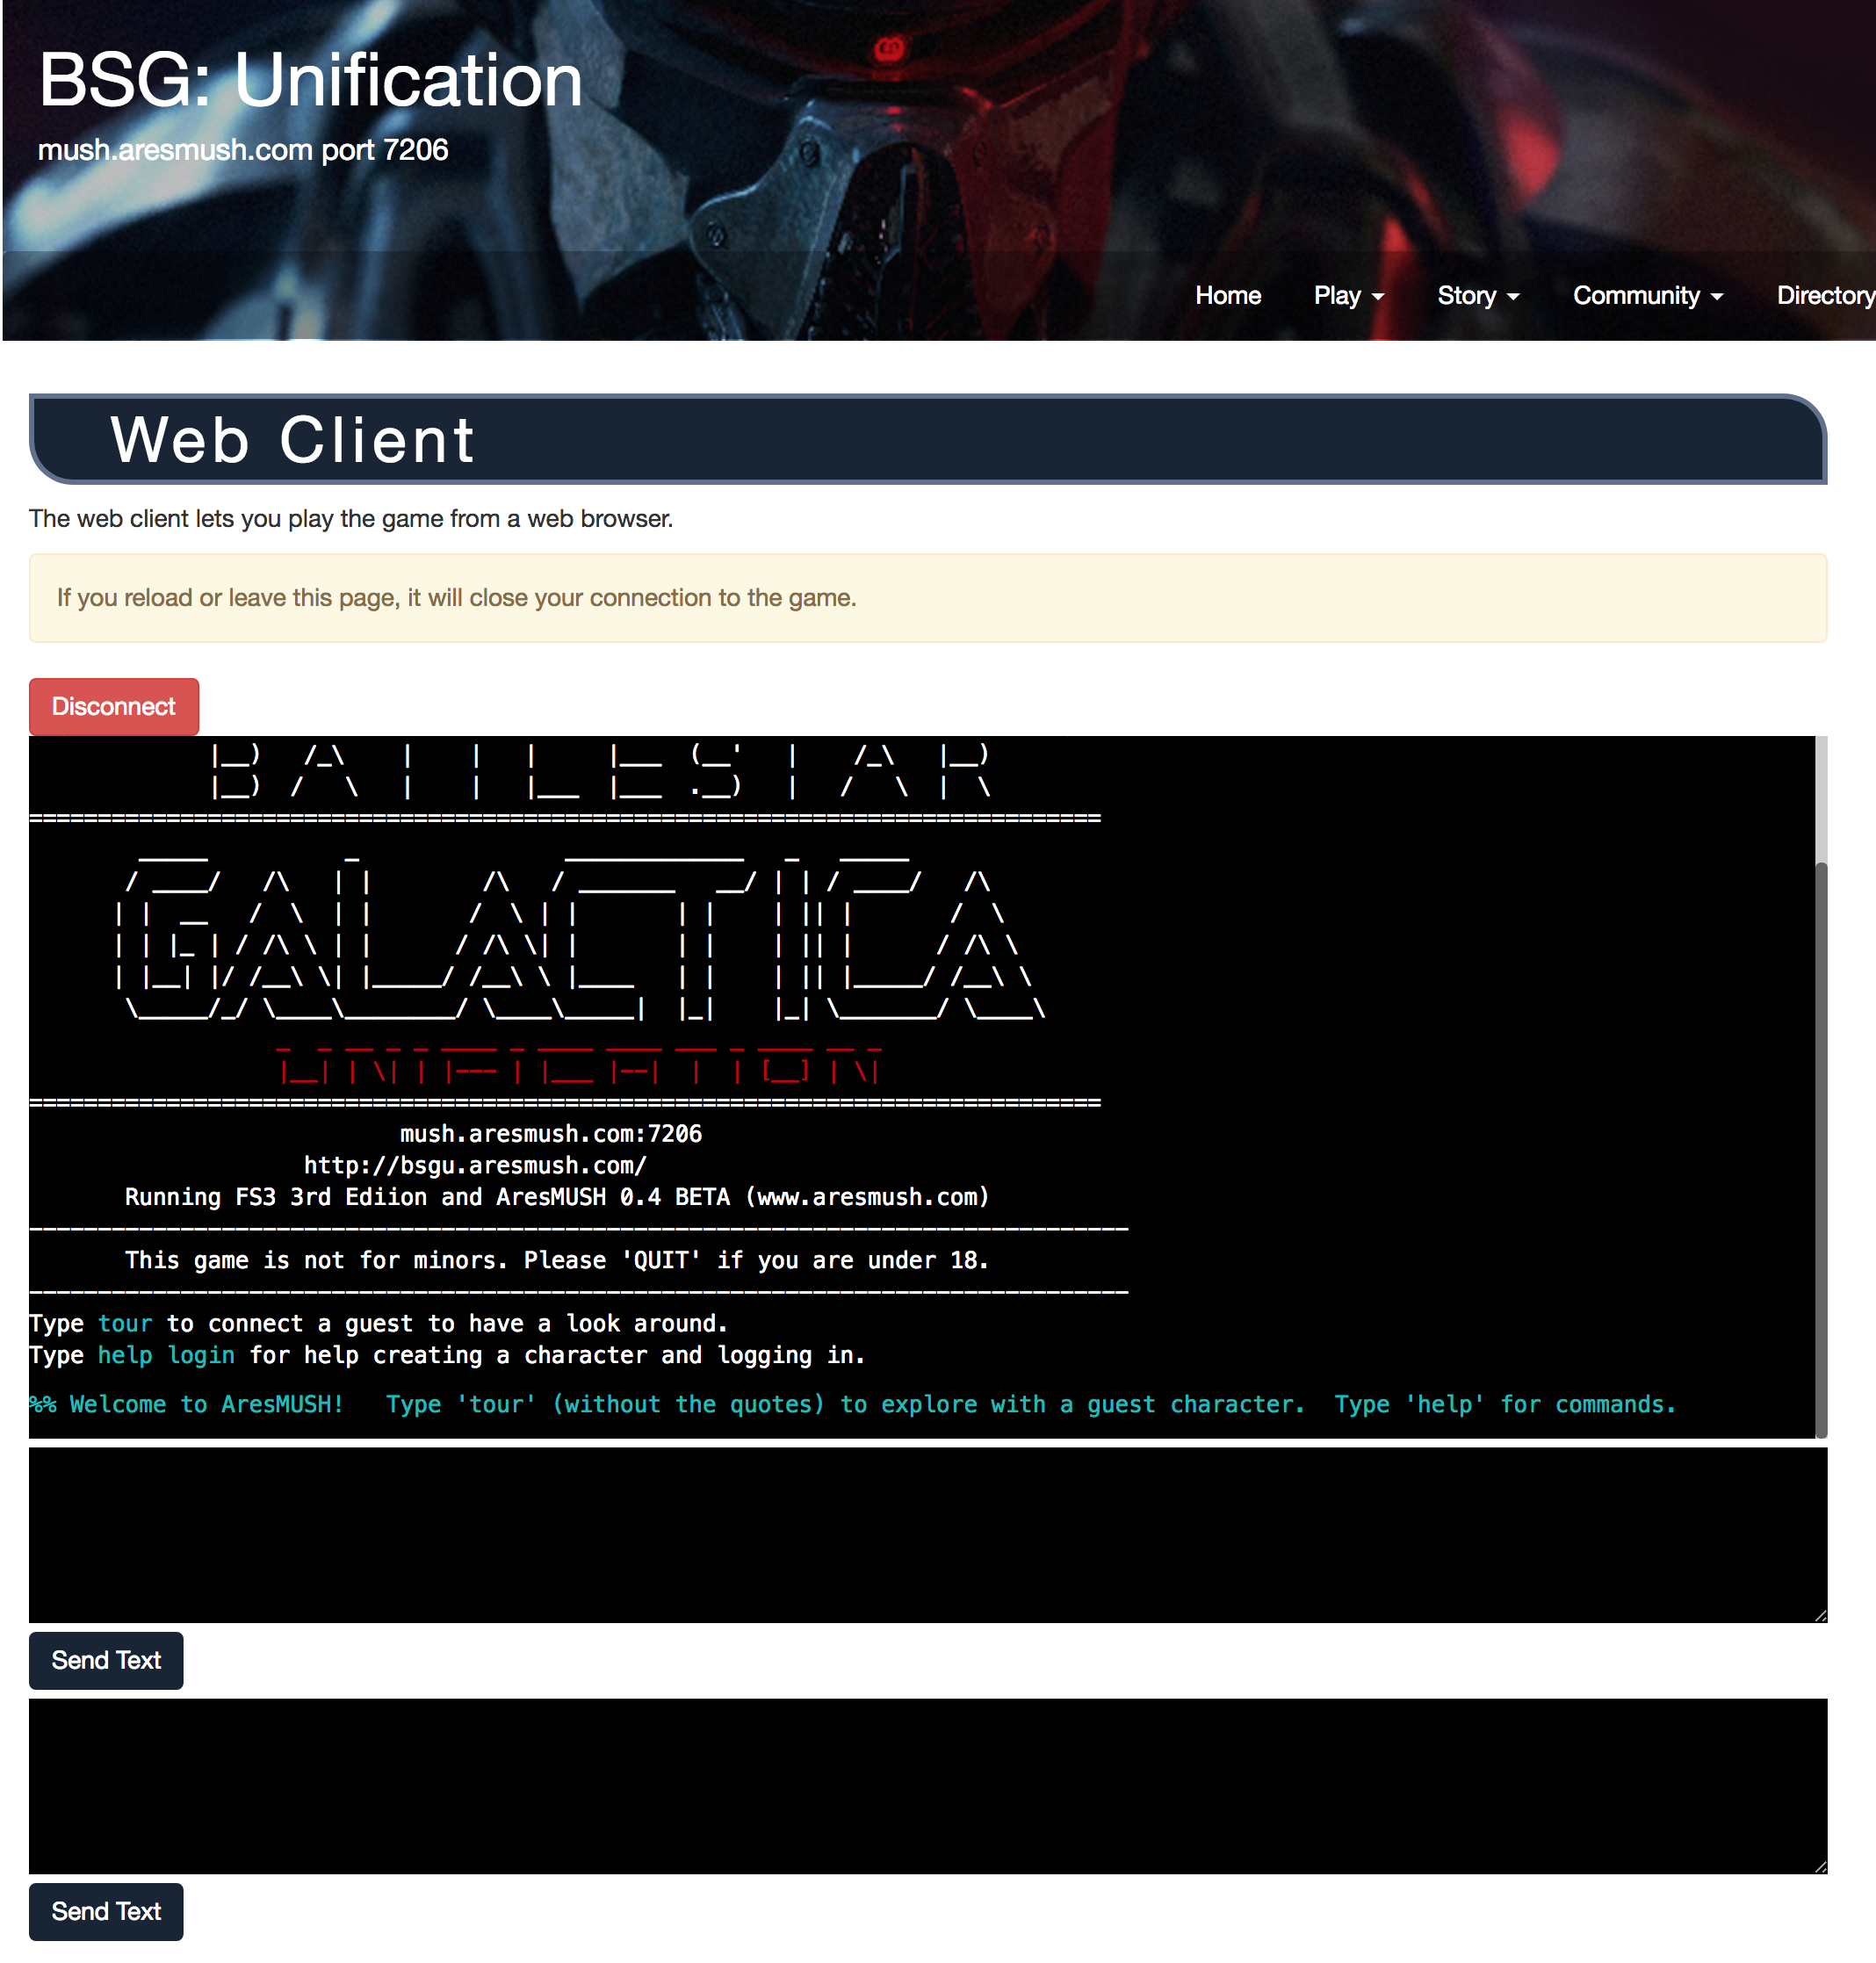 BSG: Unification
mush.aresmush.com port 7206
Home Play Story Community Directory
Web Client
The web client lets you play the game from a web browser.
If you reload or leave this page, it will close your connection to the game.
Disconnect
BATTLESTAR
GALACTICA
UNIFICATION
mush.aresmush.com:7206
http://bsgu.aresmush.com/
Running FS3 3rd Ediion and AresMUSH 0.4 BETA (www.aresmush.com)
This game is not for minors. Please 'QUIT' if you are under 18.
Type tour to connect a guest to have a look around.
Type help login for help creating a character and logging in.
%% Welcome to AresMUSH!   Type 'tour' (without the quotes) to explore with a guest character.  Type 'help' for commands.
Send Text
Send Text